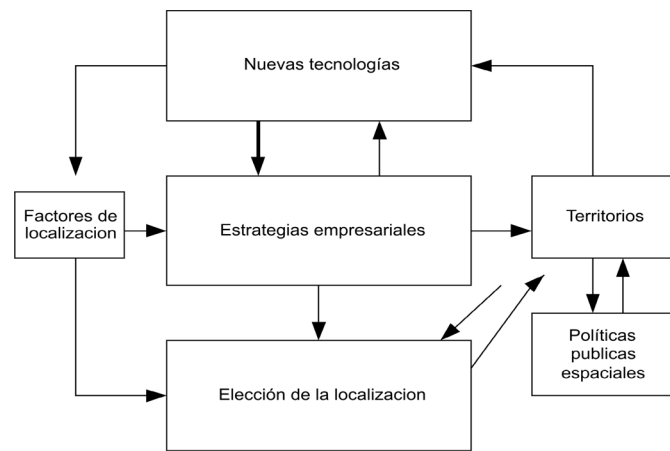 Nuevas tecnologías
Factores de
localizacion
Estrategias empresariales
Territorios
Políticas
publicas
espaciales
Elección de la localizacion